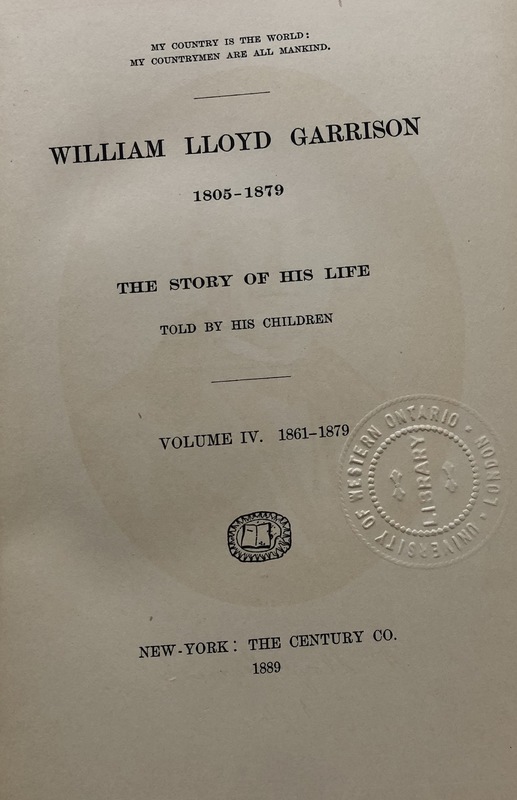 MY COUNTRY IS THE WORLD:
MY COUNTRYMEN ARE ALL MANKIND.
WILLIAM LLOYD GARRISON
1805-1879
THE STORY OF HIS LIFE
TOLD BY HIS CHILDREN
VOLUME IV. 1861–1879
UNIVERSITY OF WESTERN ONTARIO • LONDON •
LIBRARY
NEW-YORK: THE CENTURY CO.
1889